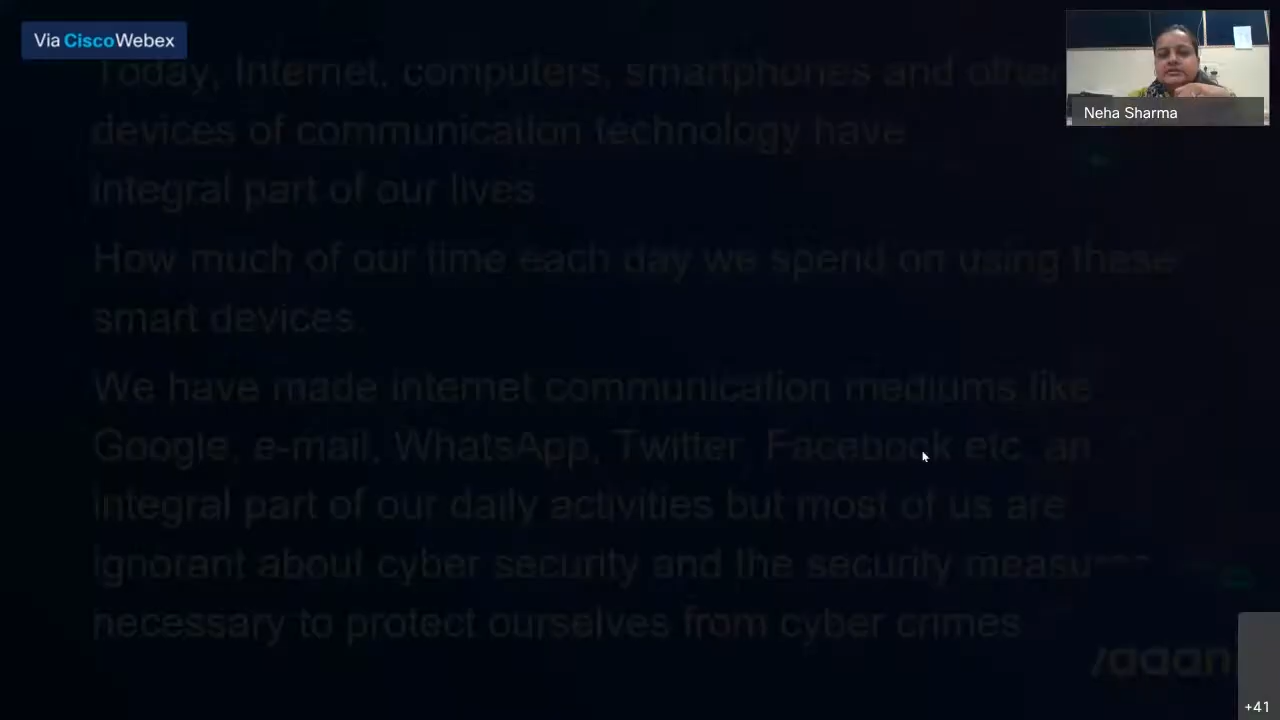 Via CiscoWebex
Neha Sharma
Today, Internet, computers, smartphones and other
devices of communication technology have
integral part of our lives
How much of our time each day we spend on using these
smart devices.
We have made internet communication mediums like
Google, e-mail, WhatsApp, Twitter, Facebook etc. an
integral part of our daily activities but most of us are
ignorant about cyber security and the security measures
necessary to protect ourselves from cyber crimes
+41